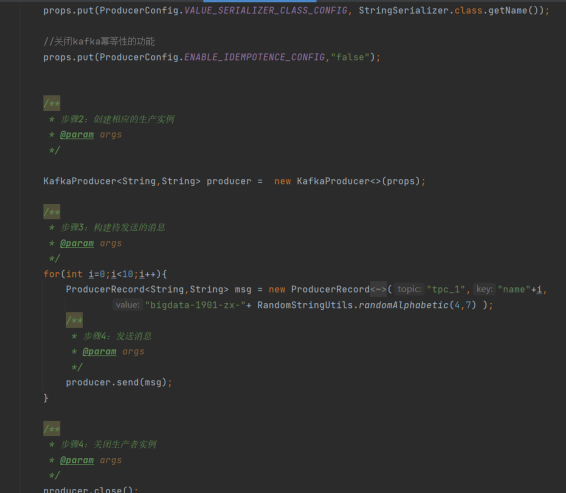 props.put(ProducerConfig.VALUE_SERIALIZER_CLASS_CONFIG, StringSerializer.class.getName());
//关闭kafka幂等性的功能
props.put(ProducerConfig.ENABLE_IDEMPOTENCE_CONFIG,"false");
/**
* 步骤2：创建相应的生产实例
* @param args
*/
KafkaProducer<String,String> producer = new KafkaProducer<>(props);
/**
* 步骤3：构建待发送的消息
* @param args
*/
for(int i=0;i<10;i++){
ProducerRecord<String,String> msg = new ProducerRecord<~>( topic: "tpc_1", key: "name"+i,
value: "bigdata-1901-zx-"+ RandomStringUtils.randomAlphabetic(4,7) );
/**
* 步骤4：发送消息
* @param args
*/
producer.send(msg);
}
/**
* 步骤4：关闭生产者实例
* @param args
*/
producer.close();